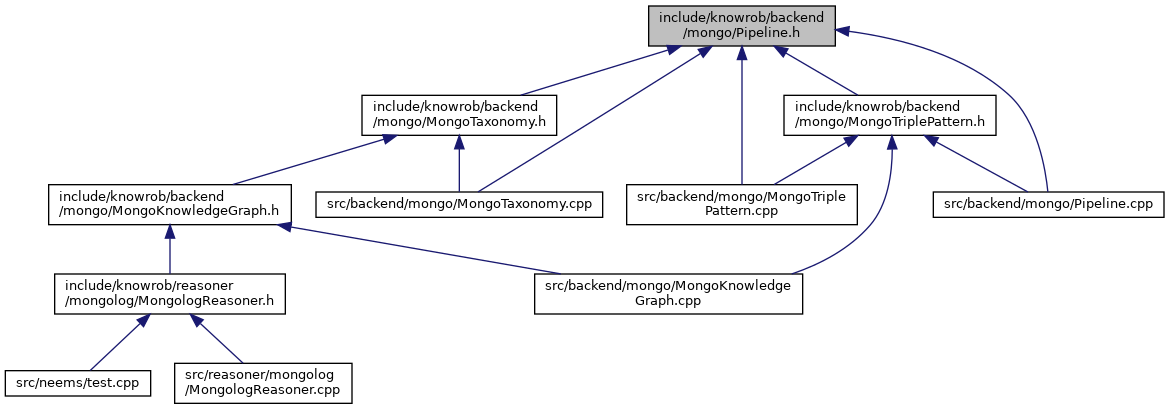 include/knowrob/backend
/mongo/Pipeline.h
include/knowrob/backend
/mongo/MongoTaxonomy.h
include/knowrob/backend
/mongo/MongoTriplePattern.h
include/knowrob/backend
/mongo/MongoKnowledgeGraph.h
src/backend/mongo/MongoTaxonomy.cpp
src/backend/mongo/MongoTriple
Pattern.cpp
src/backend/mongo/Pipeline.cpp
include/knowrob/reasoner
/mongolog/MongologReasoner.h
src/backend/mongo/MongoKnowledge
Graph.cpp
src/neems/test.cpp
src/reasoner/mongolog
/MongologReasoner.cpp